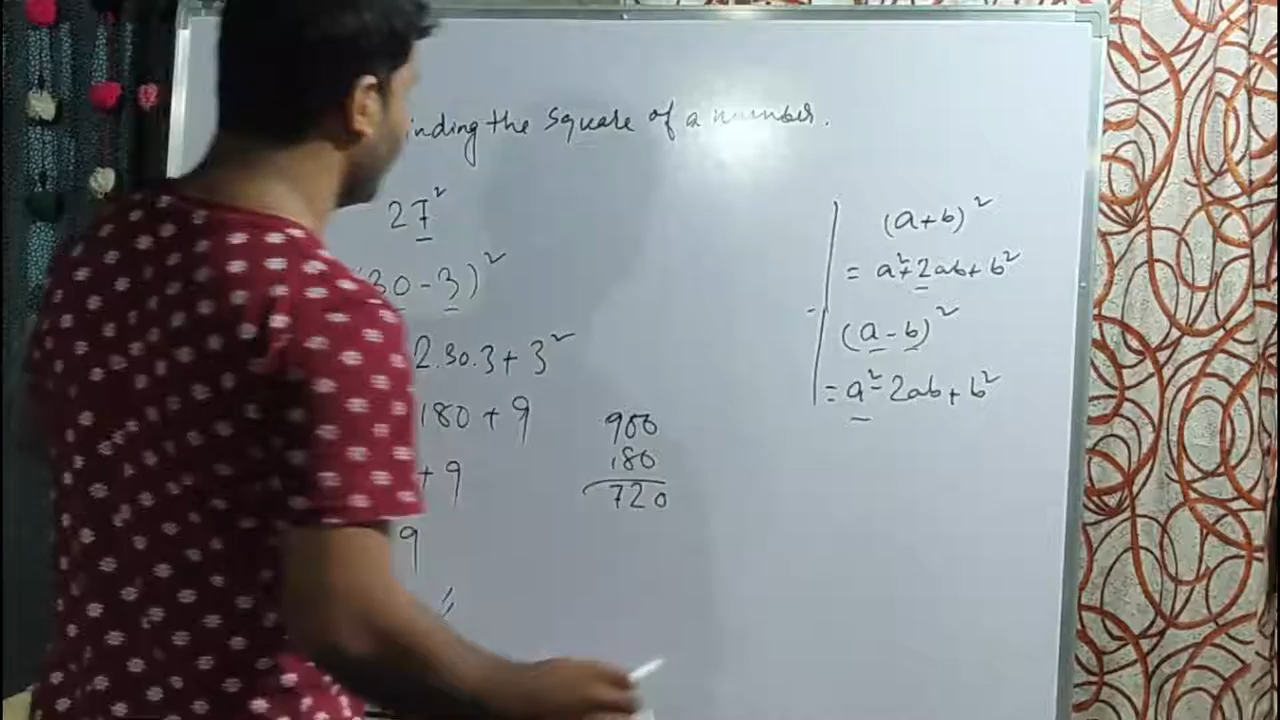 inding the square of a number.
27²
30 - 3)²
2.30.3 + 3²
180 + 9
+ 9
9
900
180
720
(a+b)²
= a²+2ab+b²
(a-b)²
= a²-2ab+b²